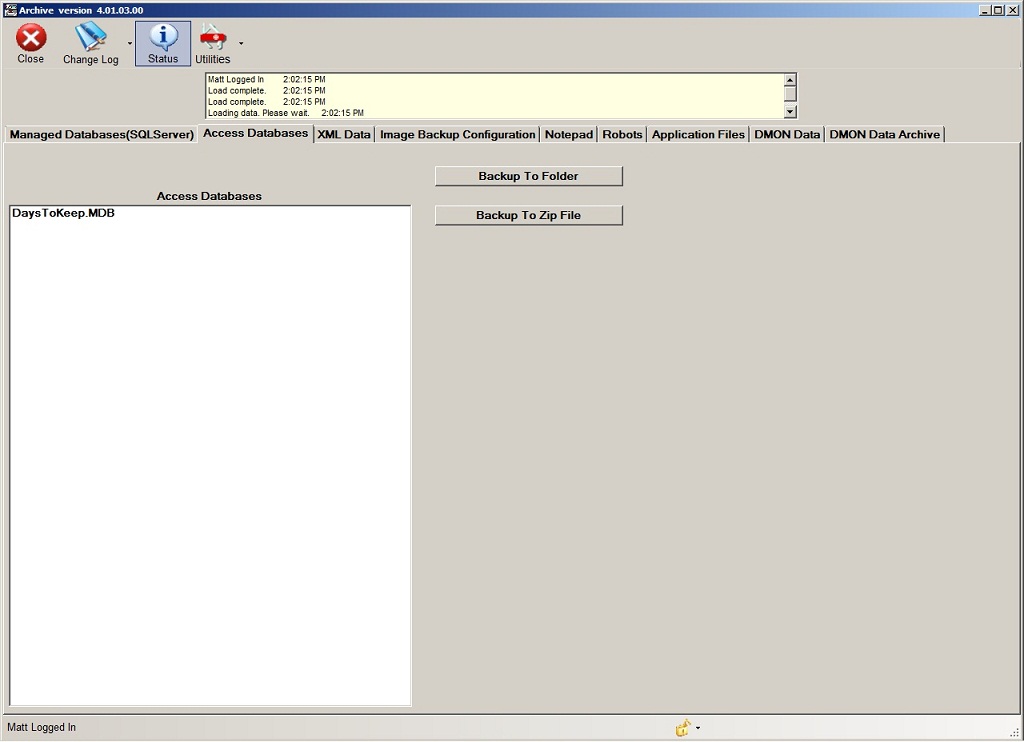 Archive version 4.01.03.00
Close Change Log Status Utilities
Matt Logged In 2:02:15 PM
Load complete. 2:02:15 PM
Load complete. 2:02:15 PM
Loading data. Please wait. 2:02:15 PM
Managed Databases(SQLServer) Access Databases XML Data Image Backup Configuration Notepad Robots Application Files DMON Data DMON Data Archive
Backup To Folder
Access Databases
DaysToKeep.MDB
Backup To Zip File
Matt Logged In